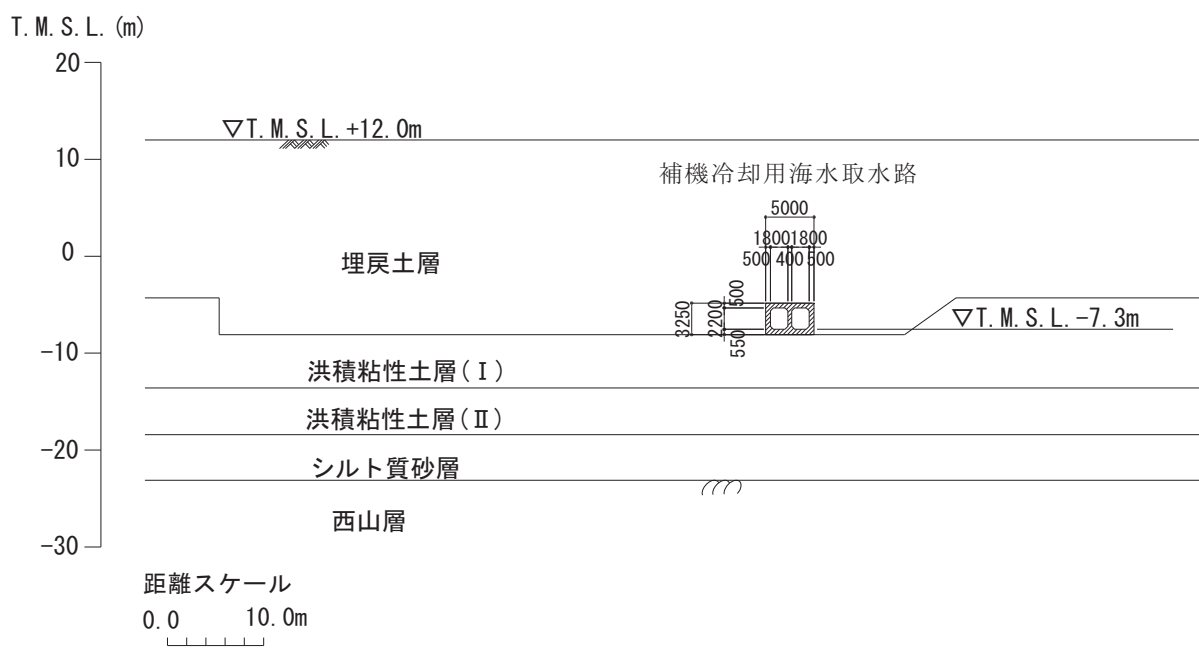 T.M.S.L.(m)
20
▽T.M.S.L.+12.0m
10
補機冷却用海水取水路
5000
1800 1800
500 400 500
0
埋戻土層
500
3250
2200
550
▽T.M.S.L.-7.3m
-10
洪積粘性土層(Ⅰ)
洪積粘性土層(Ⅱ)
-20
シルト質砂層
西山層
-30
距離スケール
0.0 10.0m